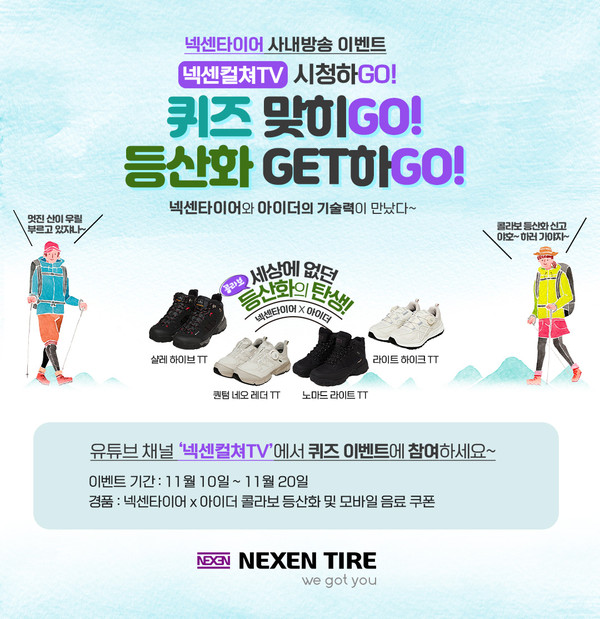 넥센타이어 사내방송 이벤트
넥센컬쳐TV 시청하GO!
퀴즈 맞히GO!
등산화 GET하GO!
넥센타이어와 아이더의 기술력이 만났다~
멋진 산이 우릴
부르고 있쟈나~
콜라보 등산화 신고
야호~ 하러 가야지~
콜라보
세상에 없던
등산화의 탄생!
넥센타이어 X 아이더
샬레 하이브 TT
퀀텀 네오 레더 TT
노마드 라이트 TT
라이트 하이크 TT
유튜브 채널 '넥센컬쳐TV'에서 퀴즈 이벤트에 참여하세요~
이벤트 기간 : 11월 10일 ~ 11월 20일
경품 : 넥센타이어 x 아이더 콜라보 등산화 및 모바일 음료 쿠폰
NEXEN NEXEN TIRE
we got you